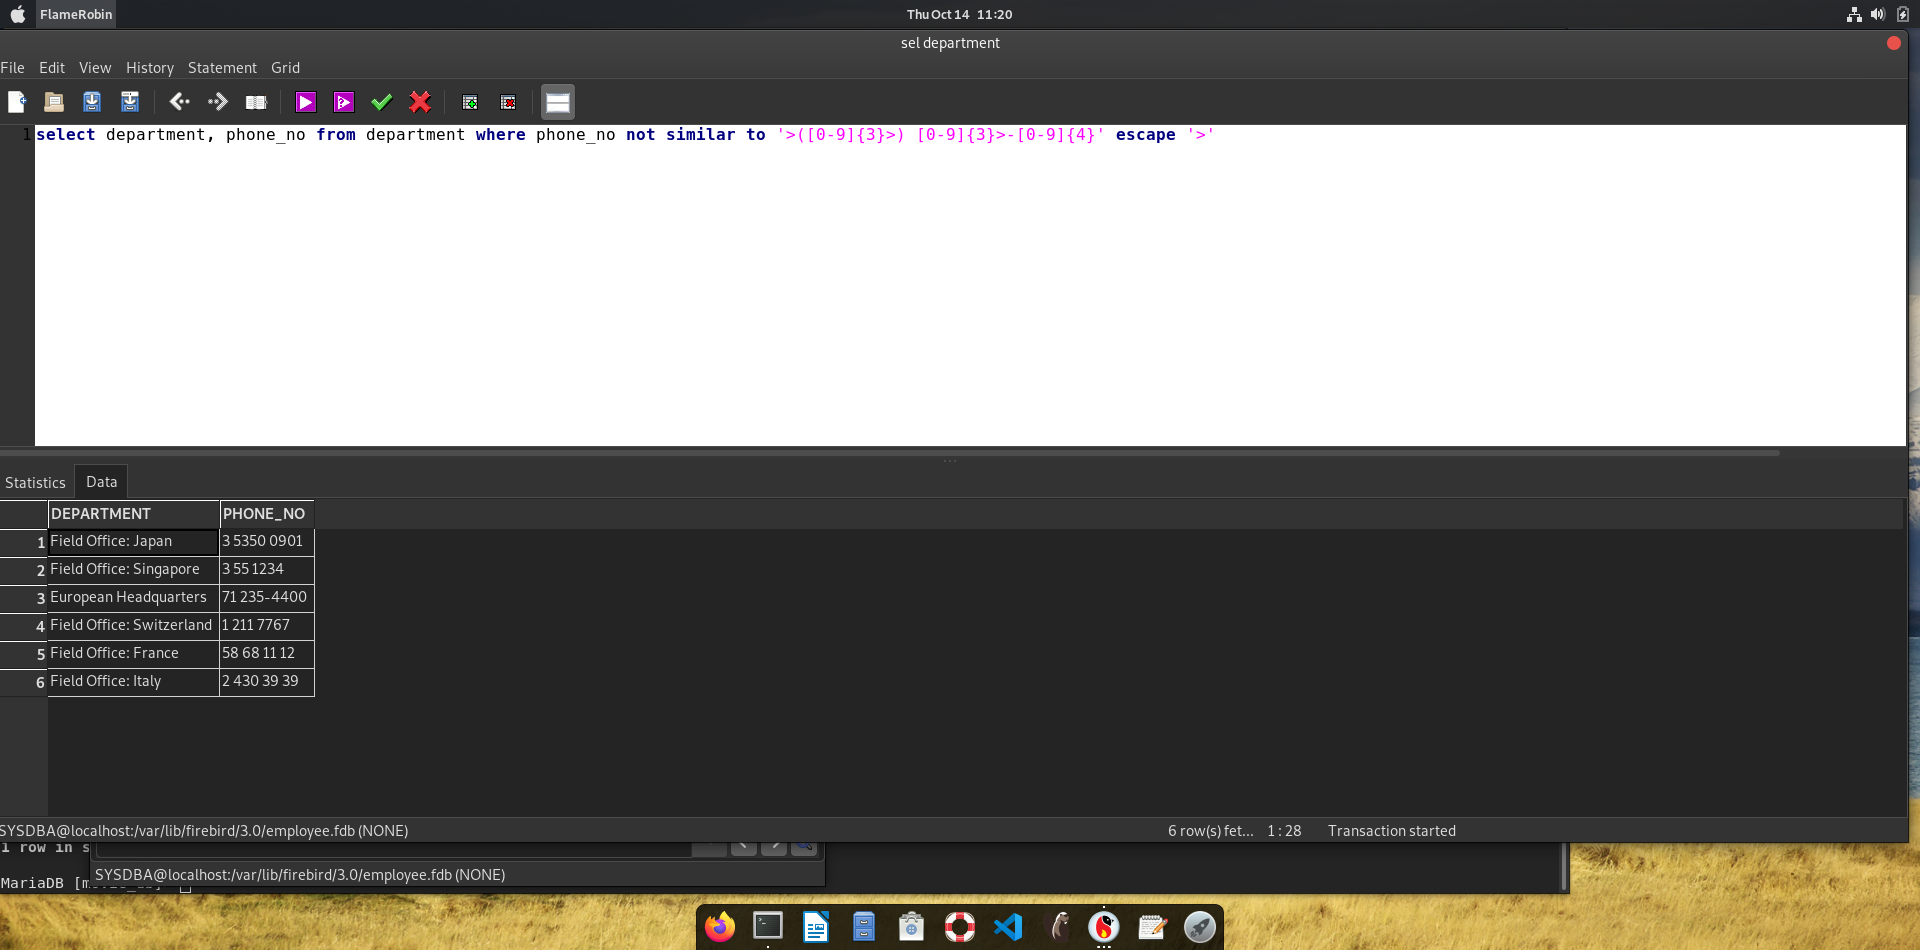 FlameRobin
Thu Oct 14 11:20
sel department
File Edit View History Statement Grid
1 select department, phone_no from department where phone_no not similar to '>([0-9]{3}>) [0-9]{3}>-[0-9]{4}' escape '>'
Statistics Data
DEPARTMENT PHONE_NO
1 Field Office: Japan 3 5350 0901
2 Field Office: Singapore 3 55 1234
3 European Headquarters 71 235-4400
4 Field Office: Switzerland 1 211 7767
5 Field Office: France 58 68 11 12
6 Field Office: Italy 2 430 39 39
SYSDBA@localhost:/var/lib/firebird/3.0/employee.fdb (NONE) 6 row(s) fet... 1 : 28 Transaction started
1 row in s
SYSDBA@localhost:/var/lib/firebird/3.0/employee.fdb (NONE)
MariaDB